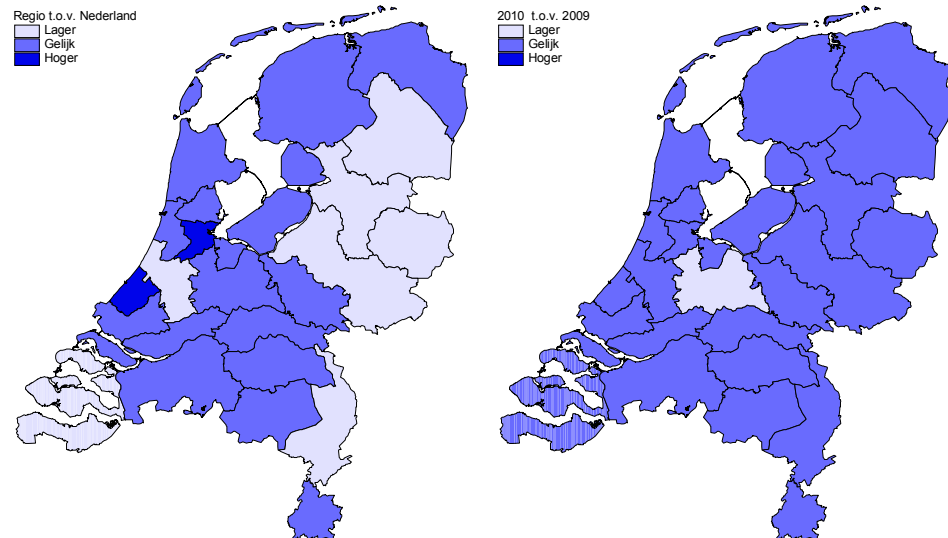 Regio t.o.v. Nederland
Lager
Gelijk
Hoger
2010 t.o.v. 2009
Lager
Gelijk
Hoger